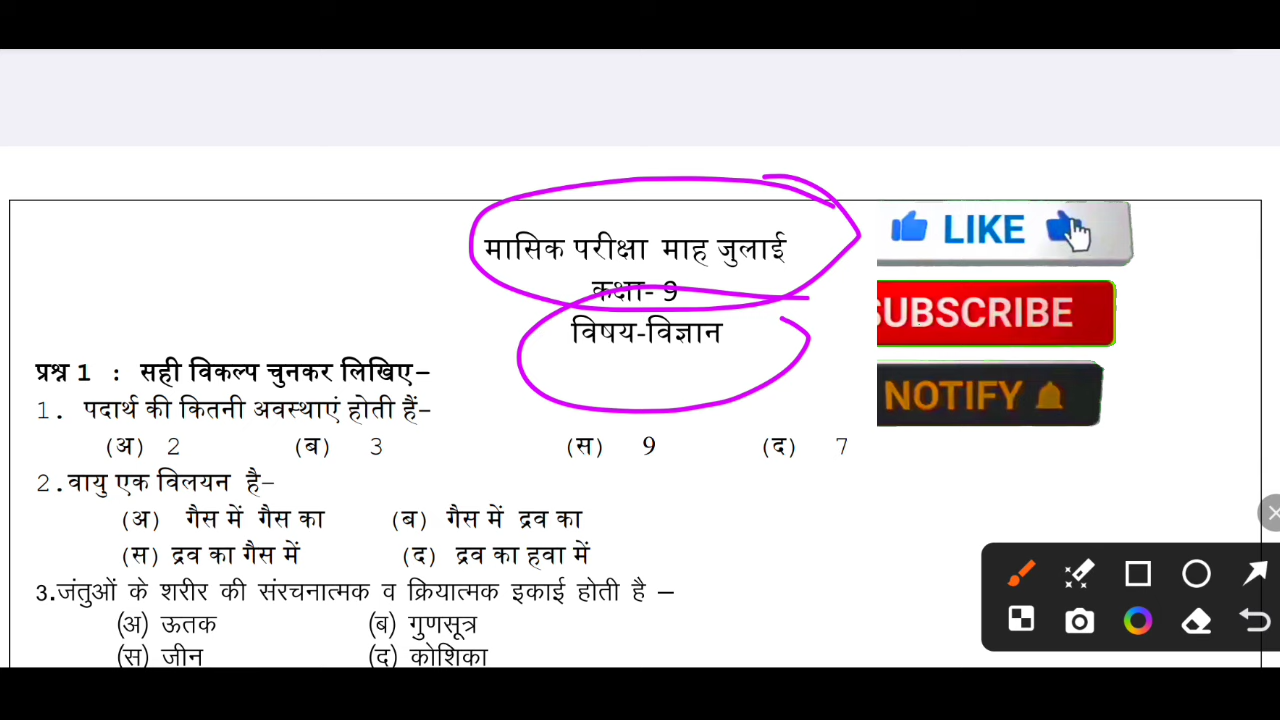 मासिक परीक्षा माह जुलाई
कक्षा- 9
विषय-विज्ञान
LIKE
SUBSCRIBE
NOTIFY
प्रश्न 1 : सही विकल्प चुनकर लिखिए–
1. पदार्थ की कितनी अवस्थाएं होती हैं-
(अ) 2 (ब) 3 (स) 9 (द) 7
2.वायु एक विलयन है-
(अ) गैस में गैस का (ब) गैस में द्रव का
(स) द्रव का गैस में (द) द्रव का हवा में
3.जंतुओं के शरीर की संरचनात्मक व क्रियात्मक इकाई होती है –
(अ) ऊतक (ब) गुणसूत्र
(स) जीन (द) कोशिका